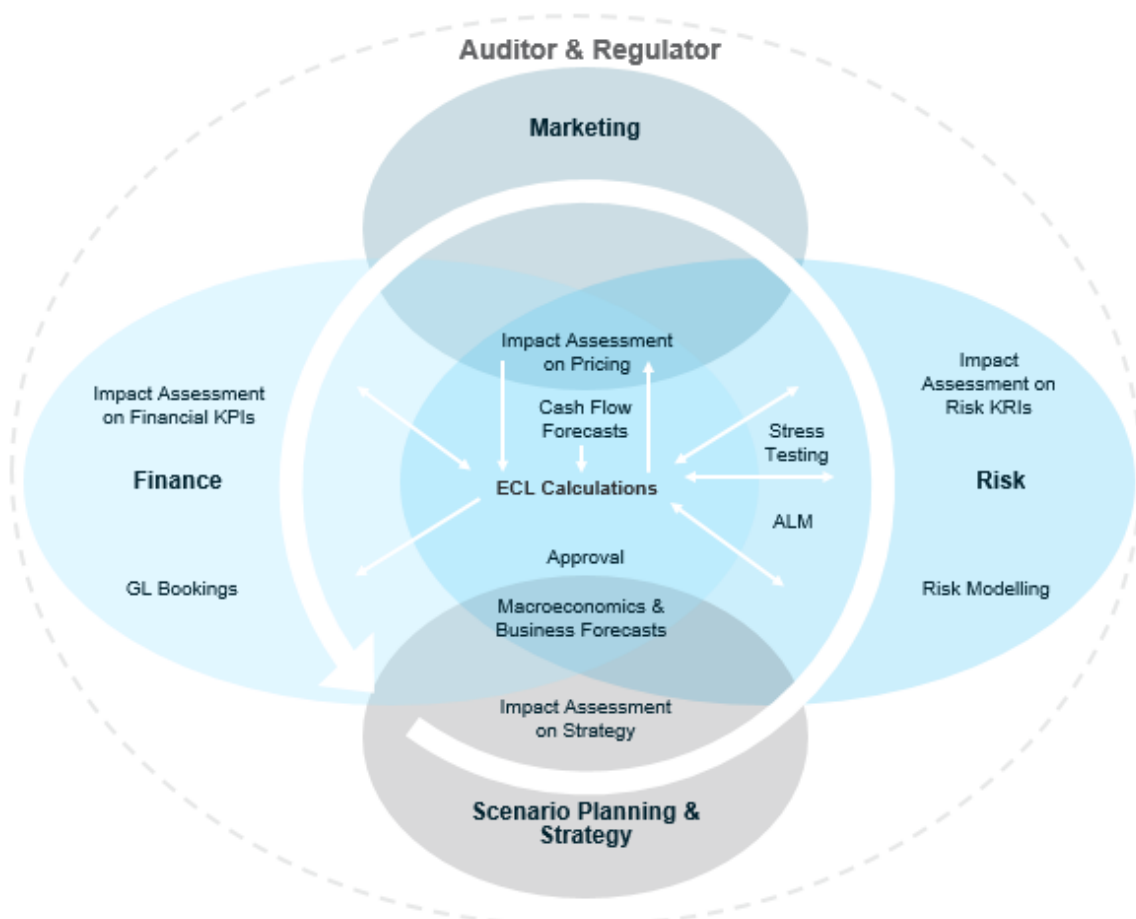 Auditor & Regulator
Marketing
Impact Assessment
on Pricing
Impact Assessment
on Financial KPIs
Cash Flow
Forecasts
Impact
Assessment on
Risk KRIs
Stress
Testing
Finance
ECL Calculations
Risk
ALM
Approval
GL Bookings
Macroeconomics &
Business Forecasts
Risk Modelling
Impact Assessment
on Strategy
Scenario Planning &
Strategy